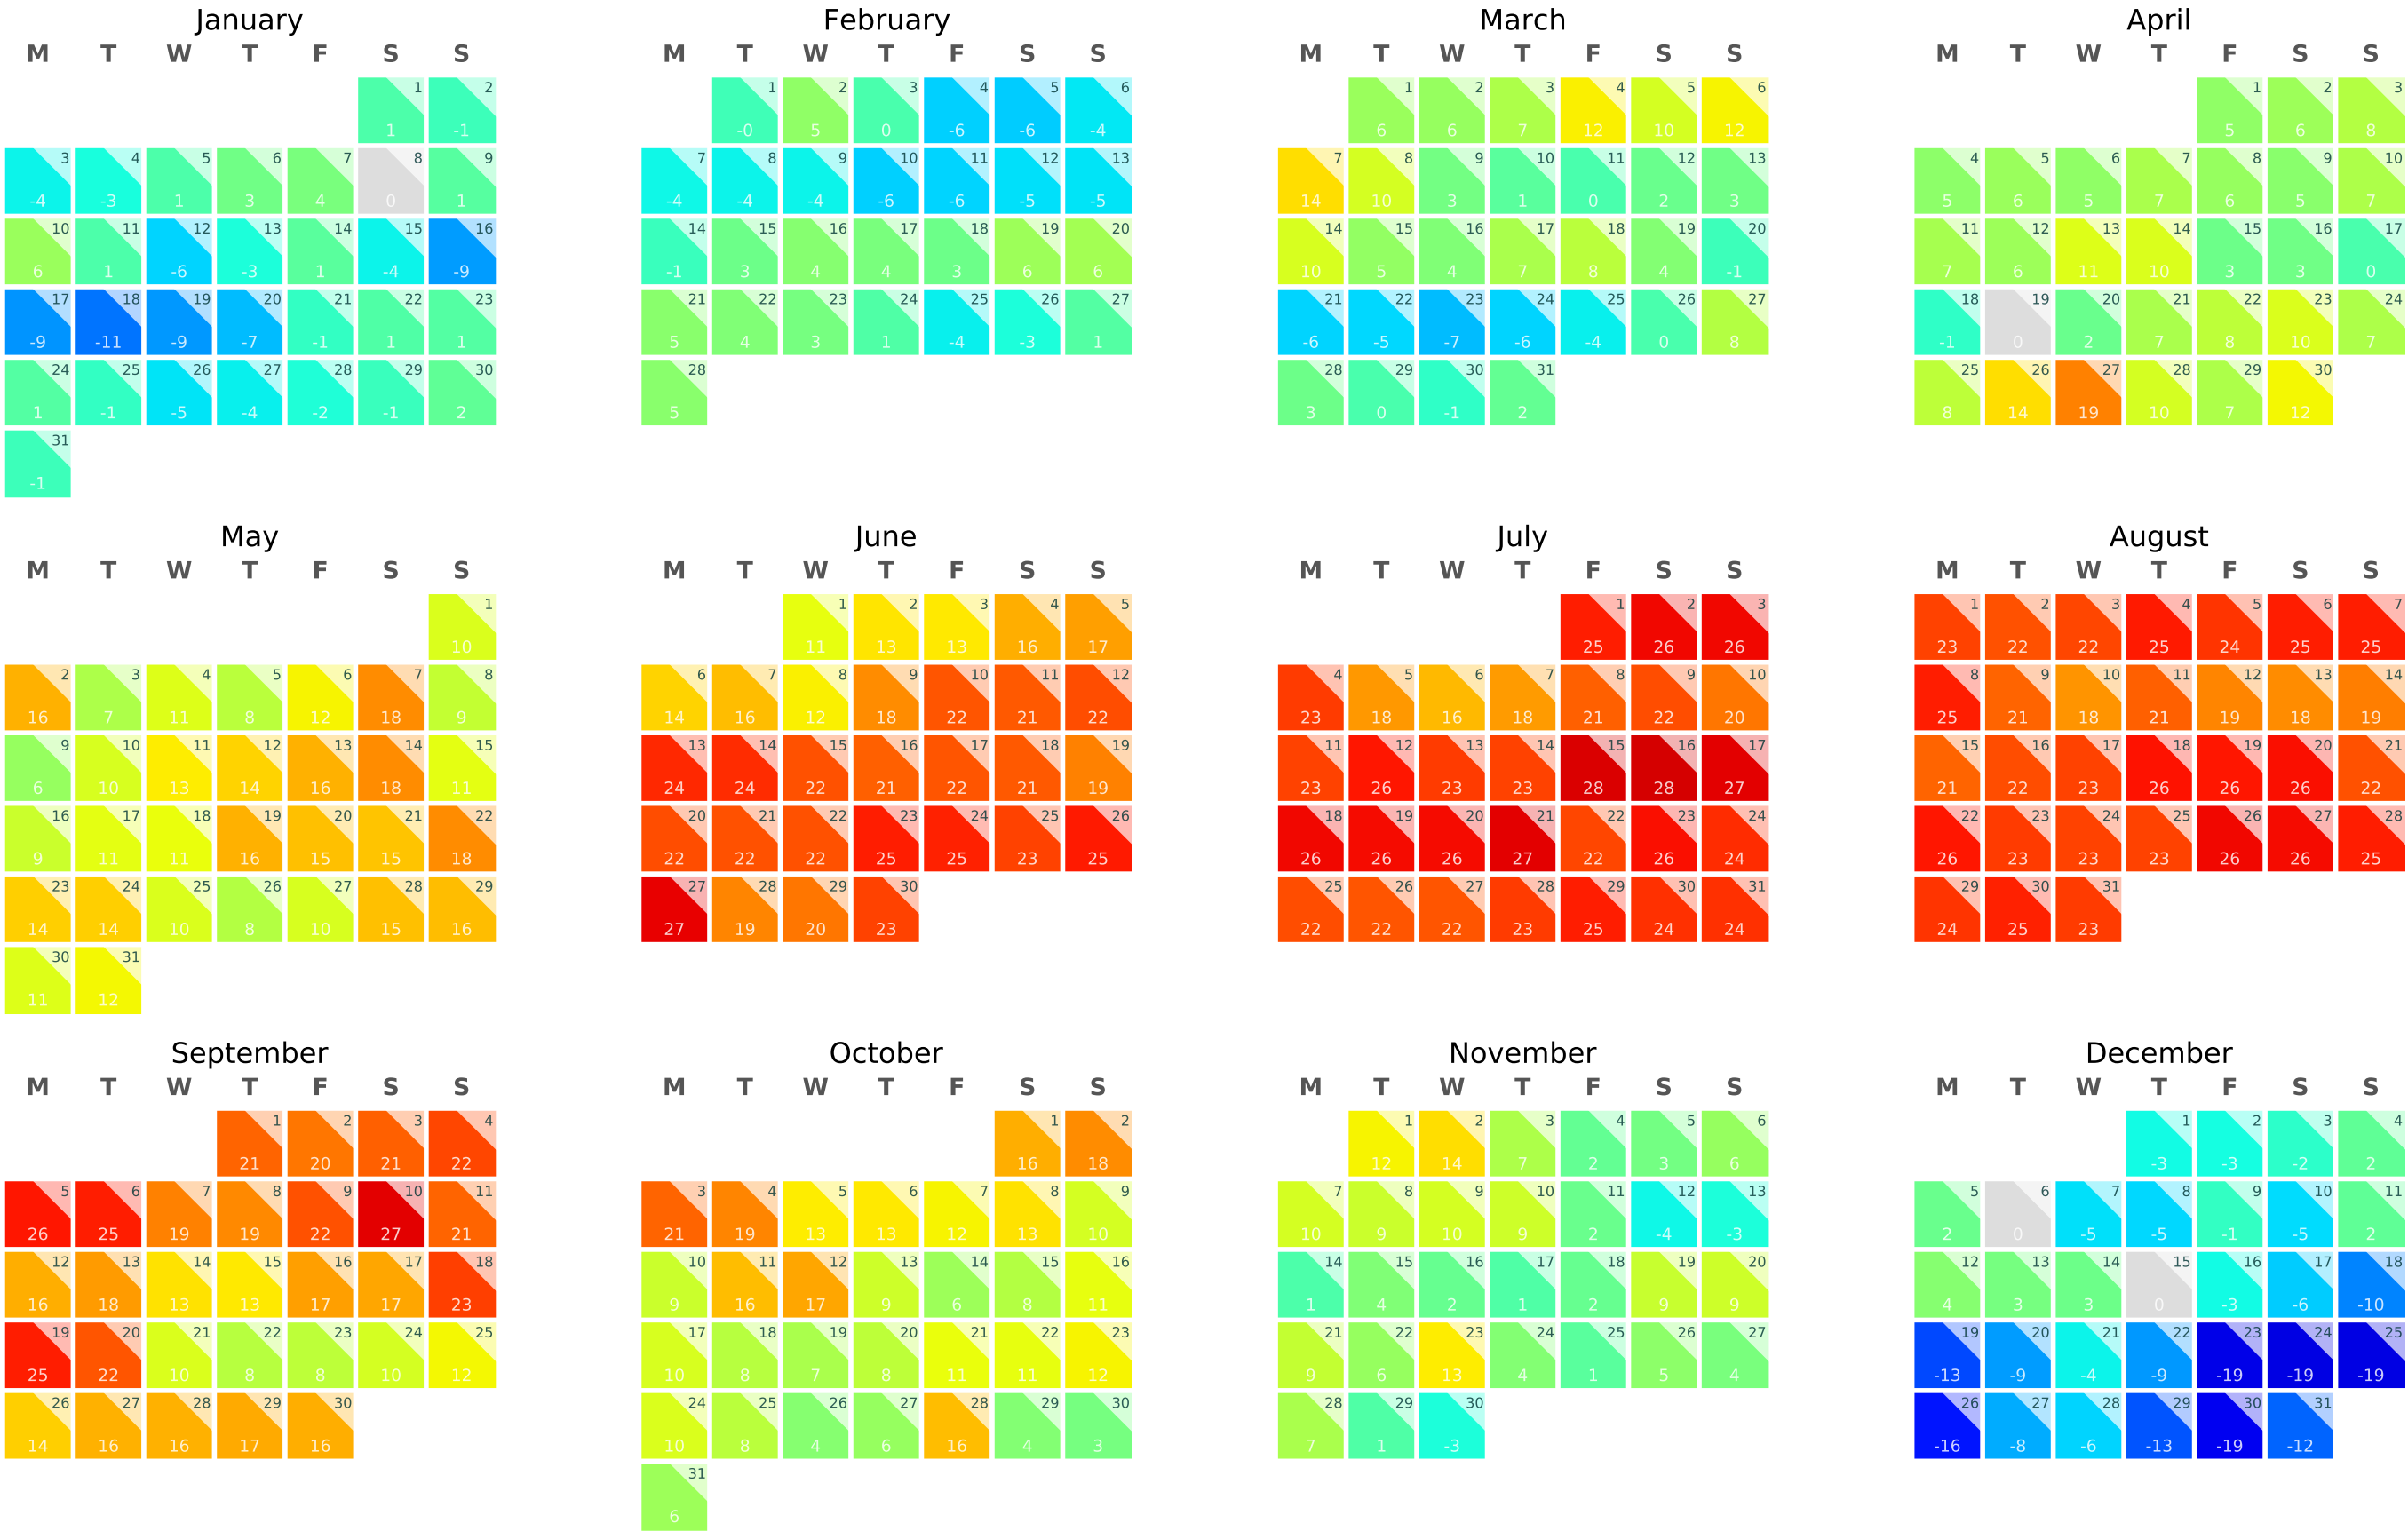 January
M T W T F S S
1 2
1 -1
3 4 5 6 7 8 9
-4 -3 1 3 4 0 1
10 11 12 13 14 15 16
6 1 -6 -3 1 -4 -9
17 18 19 20 21 22 23
-9 -11 -9 -7 -1 1 1
24 25 26 27 28 29 30
1 -1 -5 -4 -2 -1 2
31
-1
February
M T W T F S S
1 2 3 4 5 6
-0 5 0 -6 -6 -4
7 8 9 10 11 12 13
-4 -4 -4 -6 -6 -5 -5
14 15 16 17 18 19 20
-1 3 4 4 3 6 6
21 22 23 24 25 26 27
5 4 3 1 -4 -3 1
28
5
March
M T W T F S S
1 2 3 4 5 6
6 6 7 12 10 12
7 8 9 10 11 12 13
14 10 3 1 0 2 3
14 15 16 17 18 19 20
10 5 4 7 8 4 -1
21 22 23 24 25 26 27
-6 -5 -7 -6 -4 0 8
28 29 30 31
3 0 -1 2
April
M T W T F S S
1 2 3
5 6 8
4 5 6 7 8 9 10
5 6 5 7 6 5 7
11 12 13 14 15 16 17
7 6 11 10 3 3 0
18 19 20 21 22 23 24
-1 0 2 7 8 10 7
25 26 27 28 29 30
8 14 19 10 7 12
May
M T W T F S S
1
10
2 3 4 5 6 7 8
16 7 11 8 12 18 9
9 10 11 12 13 14 15
6 10 13 14 16 18 11
16 17 18 19 20 21 22
9 11 11 16 15 15 18
23 24 25 26 27 28 29
14 14 10 8 10 15 16
30 31
11 12
June
M T W T F S S
1 2 3 4 5
11 13 13 16 17
6 7 8 9 10 11 12
14 16 12 18 22 21 22
13 14 15 16 17 18 19
24 24 22 21 22 21 19
20 21 22 23 24 25 26
22 22 22 25 25 23 25
27 28 29 30
27 19 20 23
July
M T W T F S S
1 2 3
25 26 26
4 5 6 7 8 9 10
23 18 16 18 21 22 20
11 12 13 14 15 16 17
23 26 23 23 28 28 27
18 19 20 21 22 23 24
26 26 26 27 22 26 24
25 26 27 28 29 30 31
22 22 22 23 25 24 24
August
M T W T F S S
1 2 3 4 5 6 7
23 22 22 25 24 25 25
8 9 10 11 12 13 14
25 21 18 21 19 18 19
15 16 17 18 19 20 21
21 22 23 26 26 26 22
22 23 24 25 26 27 28
26 23 23 23 26 26 25
29 30 31
24 25 23
September
M T W T F S S
1 2 3 4
21 20 21 22
5 6 7 8 9 10 11
26 25 19 19 22 27 21
12 13 14 15 16 17 18
16 18 13 13 17 17 23
19 20 21 22 23 24 25
25 22 10 8 8 10 12
26 27 28 29 30
14 16 16 17 16
October
M T W T F S S
1 2
16 18
3 4 5 6 7 8 9
21 19 13 13 12 13 10
10 11 12 13 14 15 16
9 16 17 9 6 8 11
17 18 19 20 21 22 23
10 8 7 8 11 11 12
24 25 26 27 28 29 30
10 8 4 6 16 4 3
31
6
November
M T W T F S S
1 2 3 4 5 6
12 14 7 2 3 6
7 8 9 10 11 12 13
10 9 10 9 2 -4 -3
14 15 16 17 18 19 20
1 4 2 1 2 9 9
21 22 23 24 25 26 27
9 6 13 4 1 5 4
28 29 30
7 1 -3
December
M T W T F S S
1 2 3 4
-3 -3 -2 2
5 6 7 8 9 10 11
2 0 -5 -5 -1 -5 2
12 13 14 15 16 17 18
4 3 3 0 -3 -6 -10
19 20 21 22 23 24 25
-13 -9 -4 -9 -19 -19 -19
26 27 28 29 30 31
-16 -8 -6 -13 -19 -12